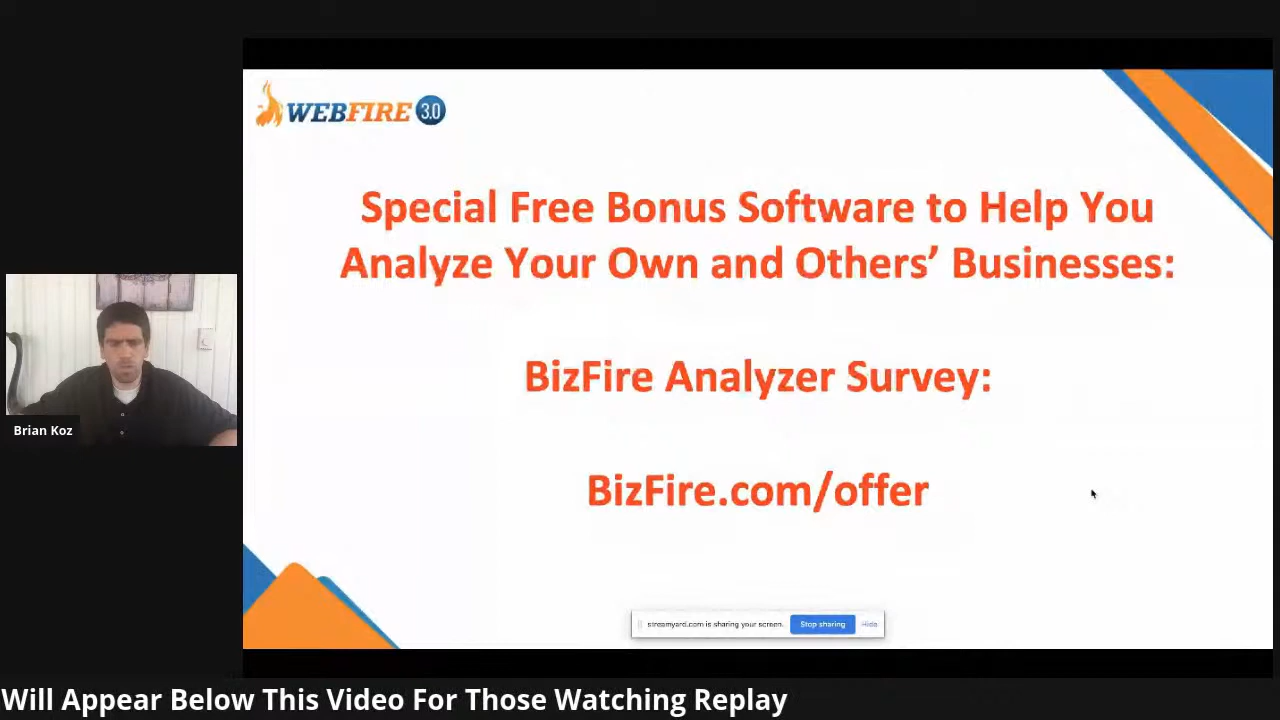 WEBFIRE 3.0
Special Free Bonus Software to Help You
Analyze Your Own and Others’ Businesses:
BizFire Analyzer Survey:
BizFire.com/offer
Brian Koz
streamyard.com is sharing your screen.
Stop sharing
Hide
Will Appear Below This Video For Those Watching Replay